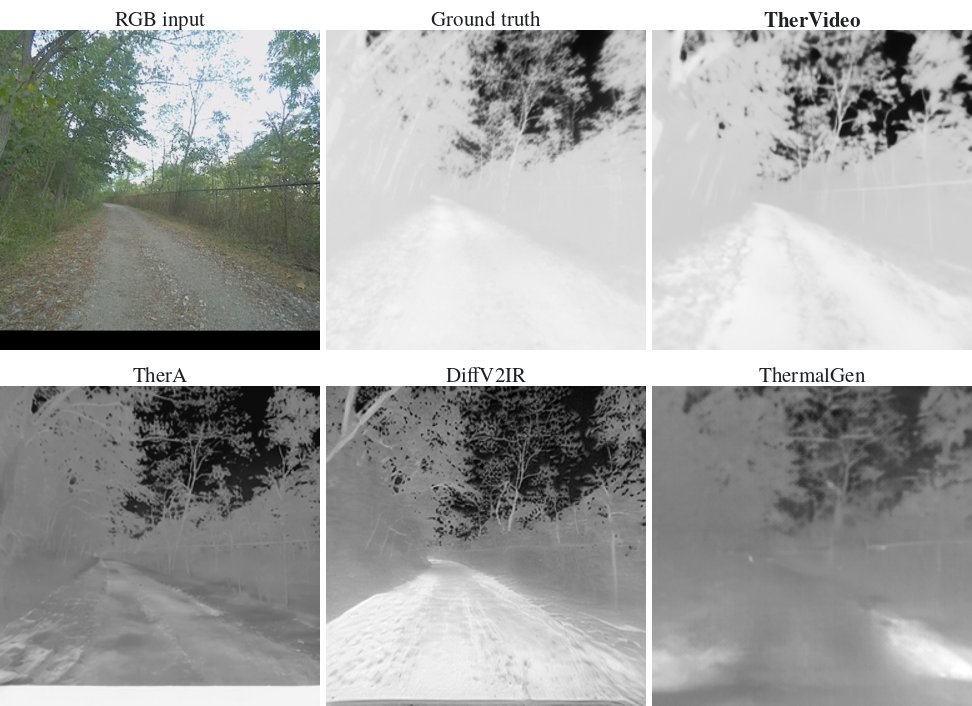 RGB input
Ground truth
TherVideo
TherA
DiffV2IR
ThermalGen